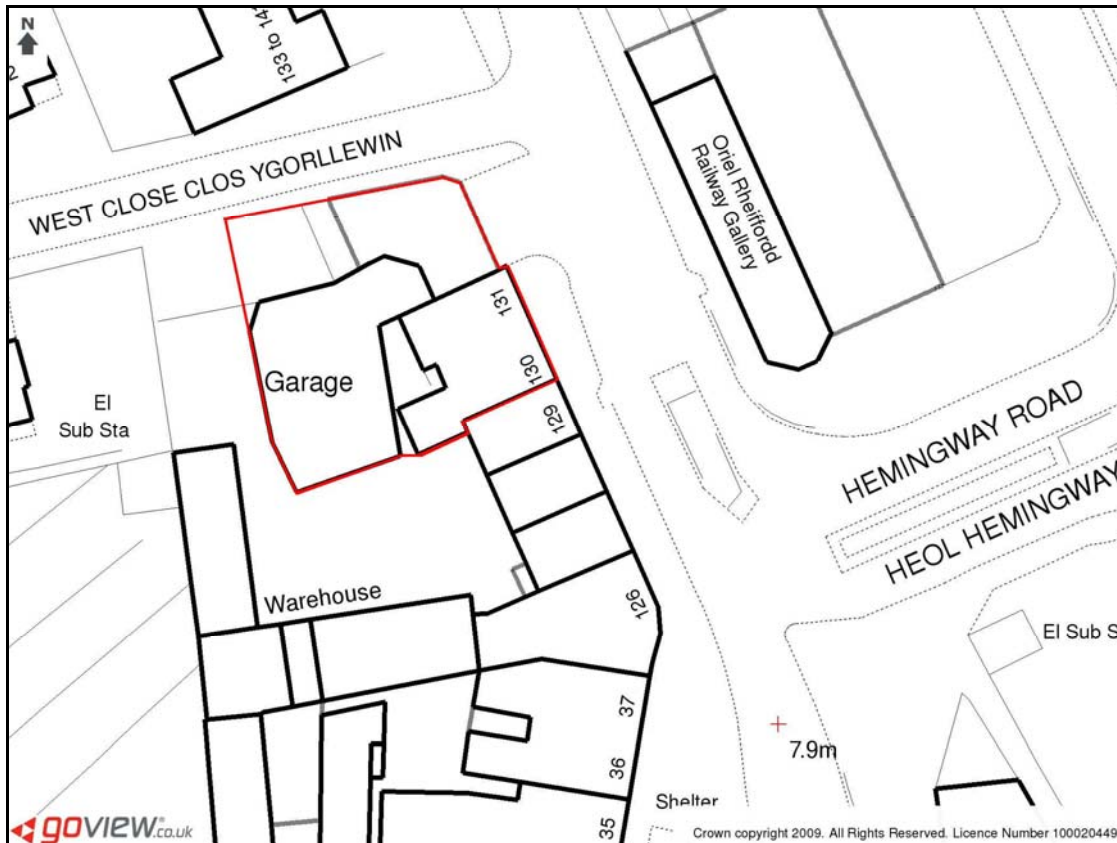 N
133 to 14
WEST CLOSE CLOS YGORLLEWIN
Oriel Rheiffordd
Railway Gallery
131
130
Garage
129
El
Sub Sta
HEMINGWAY ROAD
HEOL HEMINGWAY
Warehouse
126
El Sub S
37
7.9m
36
Shelter
35
goview.co.uk
Crown copyright 2009. All Rights Reserved. Licence Number 100020449